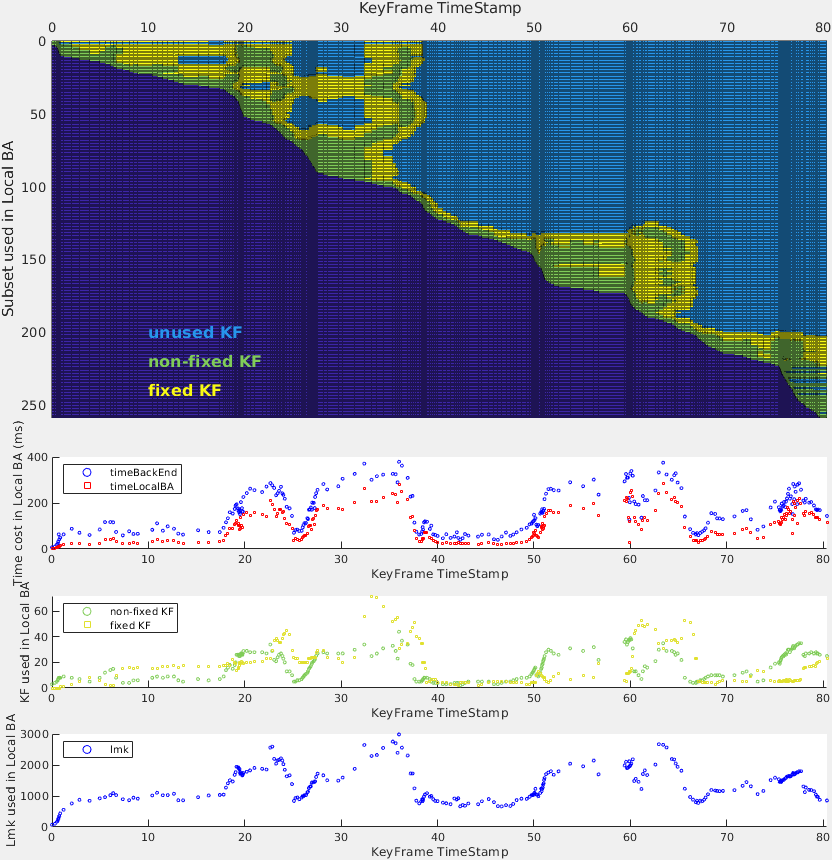 KeyFrame TimeStamp
0 10 20 30 40 50 60 70 80
Subset used in Local BA
0
50
100
150
200
250
unused KF
non-fixed KF
fixed KF
Time cost in Local BA (ms)
400
200
0
timeBackEnd
timeLocalBA
0 10 20 30 40 50 60 70 80
KeyFrame TimeStamp
KF used in Local BA
60
40
20
0
non-fixed KF
fixed KF
0 10 20 30 40 50 60 70 80
KeyFrame TimeStamp
Lmk used in Local BA
3000
2000
1000
0
lmk
0 10 20 30 40 50 60 70 80
KeyFrame TimeStamp